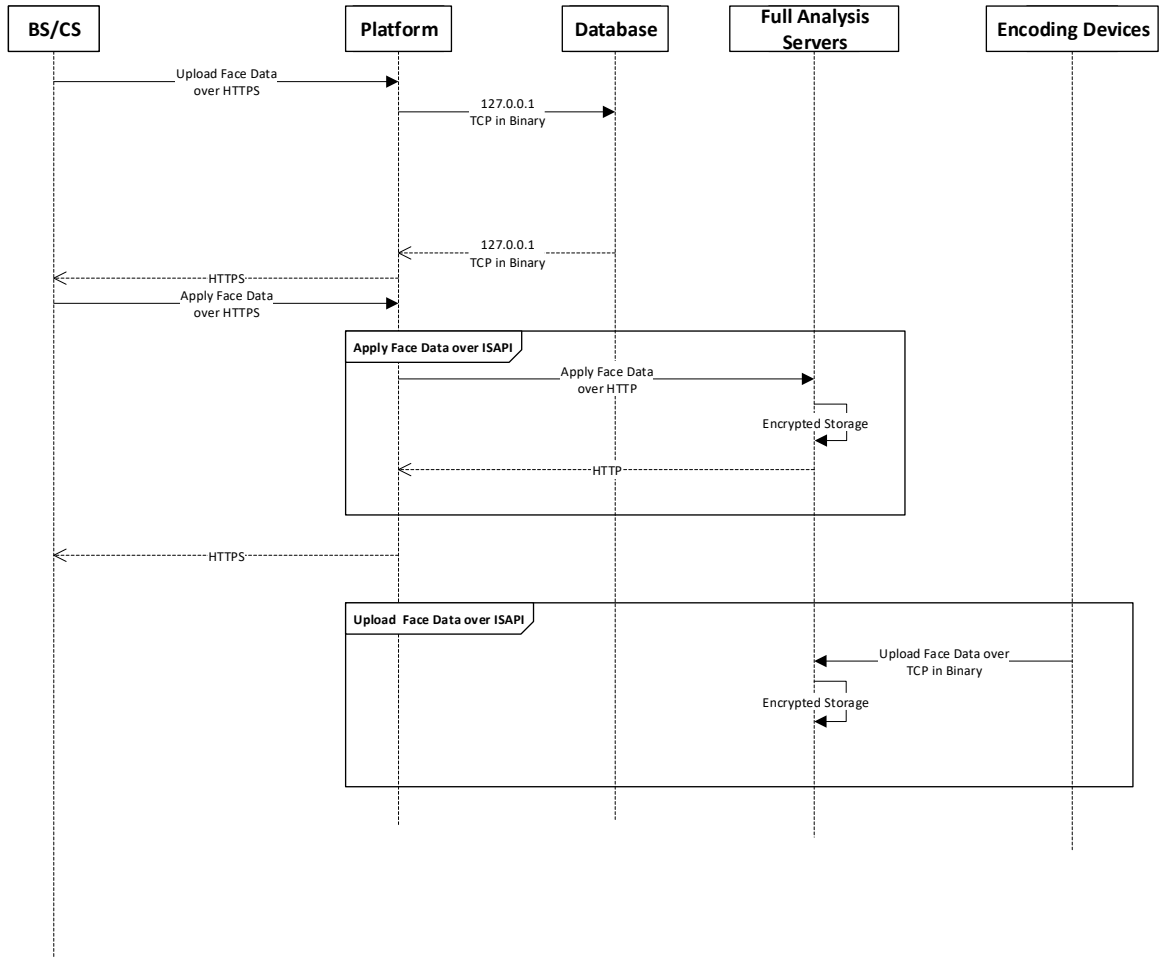 BS/CS
Platform
Database
Full Analysis
Servers
Encoding Devices
Upload Face Data
over HTTPS
127.0.0.1
TCP in Binary
127.0.0.1
TCP in Binary
HTTPS
Apply Face Data
over HTTPS
Apply Face Data over ISAPI
Apply Face Data
over HTTP
Encrypted Storage
HTTP
HTTPS
Upload Face Data over ISAPI
Upload Face Data over
TCP in Binary
Encrypted Storage